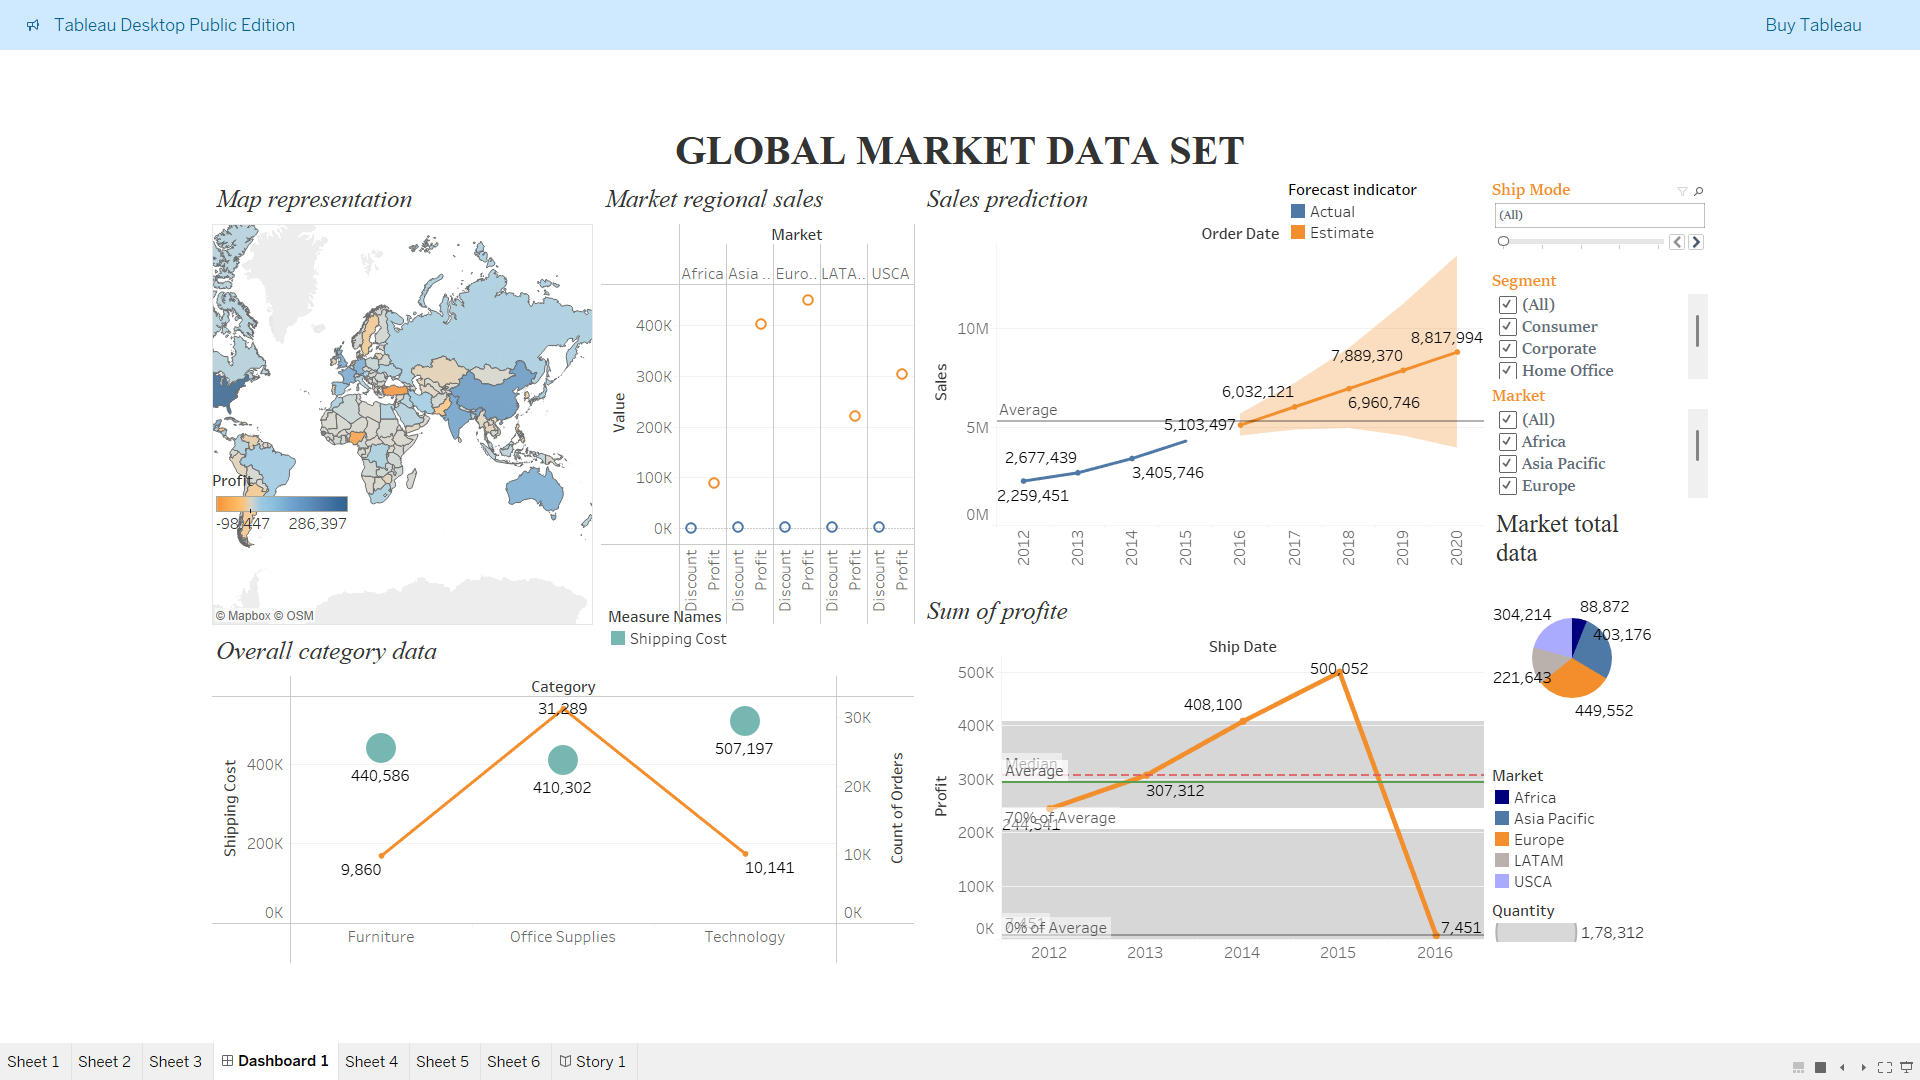 Tableau Desktop Public Edition
Buy Tableau
GLOBAL MARKET DATA SET
Map representation
Profit
-98,447 286,397
© Mapbox © OSM
Market regional sales
Market
Africa Asia .. Euro.. LATA.. USCA
Value
400K
300K
200K
100K
0K
Discount Profit Discount Profit Discount Profit Discount Profit Discount Profit
Measure Names
Shipping Cost
Sales prediction
Forecast indicator
Actual
Estimate
Order Date
Sales
10M
5M
0M
Average
2,259,451
2,677,439
3,405,746
5,103,497
6,032,121
6,960,746
7,889,370
8,817,994
2012 2013 2014 2015 2016 2017 2018 2019 2020
Ship Mode
(All)
Segment
(All)
Consumer
Corporate
Home Office
Market
(All)
Africa
Asia Pacific
Europe
Market total
data
304,214
88,872
403,176
221,643
449,552
Overall category data
Category
Shipping Cost
400K
200K
0K
440,586
410,302
507,197
31,289
9,860
10,141
30K
20K
10K
0K
Count of Orders
Furniture Office Supplies Technology
Sum of profite
Ship Date
Profit
500K
400K
300K
200K
100K
0K
500,052
408,100
307,312
244,541
7,451
Median
Average
70% of Average
7,451
0% of Average
2012 2013 2014 2015 2016
Market
Africa
Asia Pacific
Europe
LATAM
USCA
Quantity
1,78,312
Sheet 1 Sheet 2 Sheet 3 Dashboard 1 Sheet 4 Sheet 5 Sheet 6 Story 1